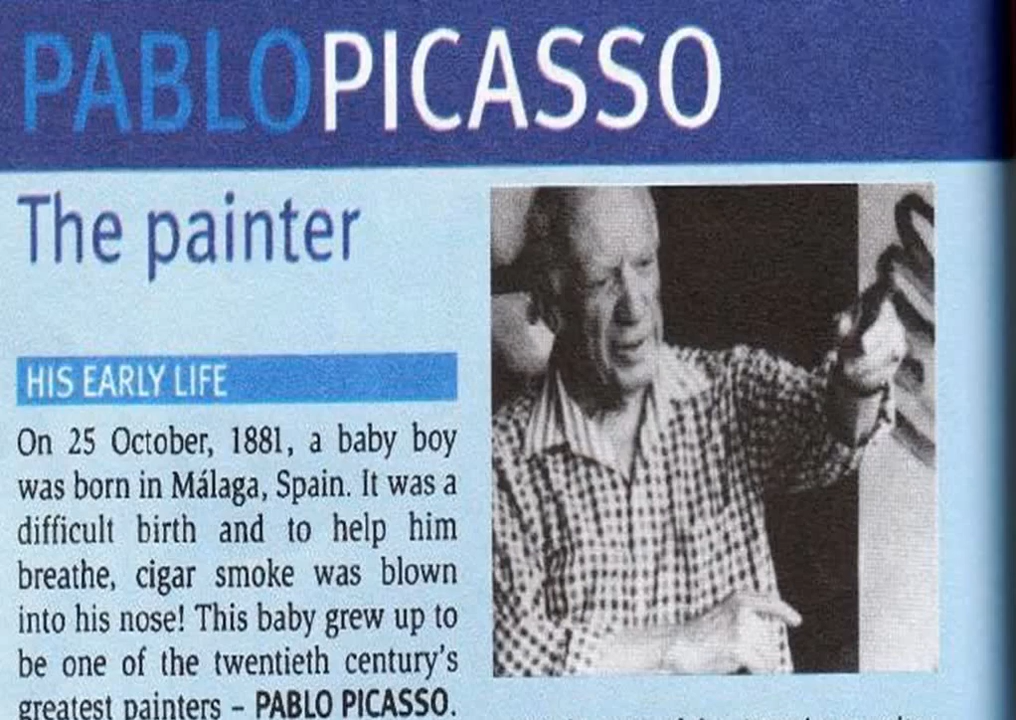 PABLOPICASSO
The painter
HIS EARLY LIFE
On 25 October, 1881, a baby boy
was born in Málaga, Spain. It was a
difficult birth and to help him
breathe, cigar smoke was blown
into his nose! This baby grew up to
be one of the twentieth century's
greatest painters – PABLO PICASSO.